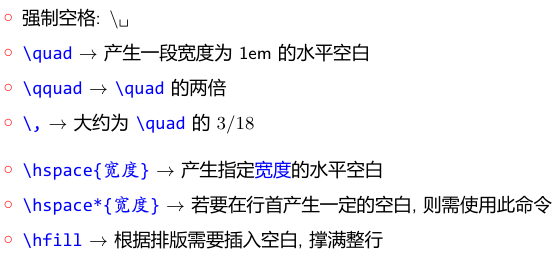 强制空格: \␣
\quad → 产生一段宽度为 1em 的水平空白
\qquad → \quad 的两倍
\, → 大约为 \quad 的 3/18
\hspace{宽度} → 产生指定宽度的水平空白
\hspace*{宽度} → 若要在行首产生一定的空白, 则需使用此命令
\hfill → 根据排版需要插入空白, 撑满整行